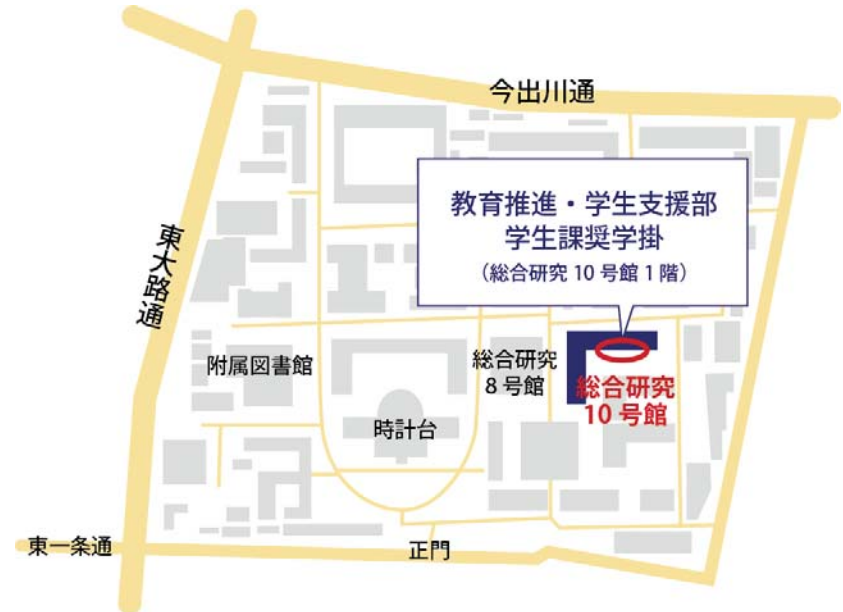 今出川通
教育推進・学生支援部
学生課奨学掛
（総合研究 10 号館 1 階）
東大路通
附属図書館
総合研究
8 号館
総合研究
10 号館
時計台
東一条通
正門